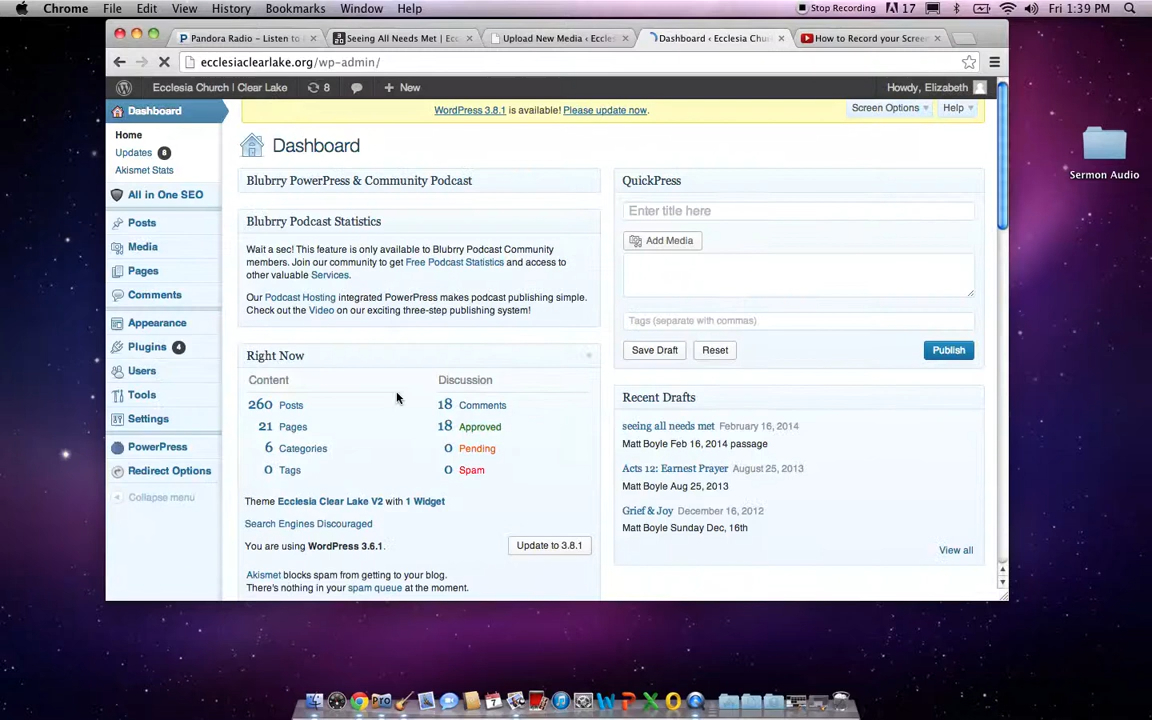 Chrome File Edit View History Bookmarks Window Help Stop Recording 17 Fri 1:39 PM
Pandora Radio – Listen to Seeing All Needs Met | Ec Upload New Media ‹ Eccle Dashboard ‹ Ecclesia Chu How to Record your Scree
ecclesiaclearlake.org/wp-admin/
Ecclesia Church | Clear Lake 8 + New Howdy, Elizabeth
WordPress 3.8.1 is available! Please update now.
Screen Options Help
Dashboard
Home
Updates 8
Akismet Stats
All in One SEO
Posts
Media
Pages
Comments
Appearance
Plugins 4
Users
Tools
Settings
PowerPress
Redirect Options
Collapse menu
Dashboard
Blubrry PowerPress & Community Podcast
Blubrry Podcast Statistics
Wait a sec! This feature is only available to Blubrry Podcast Community
members. Join our community to get Free Podcast Statistics and access to
other valuable Services.
Our Podcast Hosting integrated PowerPress makes podcast publishing simple.
Check out the Video on our exciting three-step publishing system!
Right Now
Content Discussion
260 Posts 18 Comments
21 Pages 18 Approved
6 Categories 0 Pending
0 Tags 0 Spam
Theme Ecclesia Clear Lake V2 with 1 Widget
Search Engines Discouraged
You are using WordPress 3.6.1. Update to 3.8.1
Akismet blocks spam from getting to your blog.
There's nothing in your spam queue at the moment.
QuickPress
Enter title here
Add Media
Tags (separate with commas)
Save Draft Reset Publish
Recent Drafts
seeing all needs met February 16, 2014
Matt Boyle Feb 16, 2014 passage
Acts 12: Earnest Prayer August 25, 2013
Matt Boyle Aug 25, 2013
Grief & Joy December 16, 2012
Matt Boyle Sunday Dec, 16th
View all
Sermon Audio